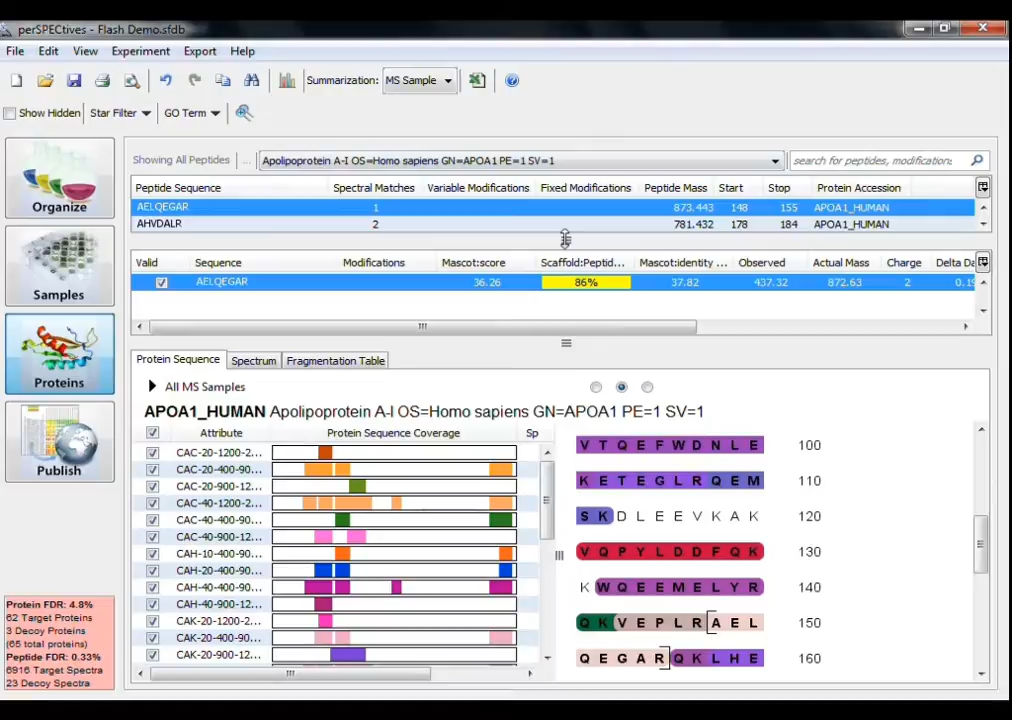 perSPECtives - Flash Demo.sfdb
File Edit View Experiment Export Help
Summarization: MS Sample
Show Hidden Star Filter GO Term
Organize
Samples
Proteins
Publish
Protein FDR: 4.8%
62 Target Proteins
3 Decoy Proteins
(65 total proteins)
Peptide FDR: 0.33%
6916 Target Spectra
23 Decoy Spectra
Showing All Peptides ... Apolipoprotein A-I OS=Homo sapiens GN=APOA1 PE=1 SV=1 search for peptides, modification:
Peptide Sequence Spectral Matches Variable Modifications Fixed Modifications Peptide Mass Start Stop Protein Accession
AELQEGAR 1 873.443 148 155 APOA1_HUMAN
AHVDALR 2 781.432 178 184 APOA1_HUMAN
Valid Sequence Modifications Mascot:score Scaffold:Peptid... Mascot:identity ... Observed Actual Mass Charge Delta Da
AELQEGAR 36.26 86% 37.82 437.32 872.63 2 0.19
Protein Sequence Spectrum Fragmentation Table
All MS Samples
APOA1_HUMAN Apolipoprotein A-I OS=Homo sapiens GN=APOA1 PE=1 SV=1
Attribute Protein Sequence Coverage Sp
CAC-20-1200-2...
CAC-20-400-90...
CAC-20-900-12...
CAC-40-1200-2...
CAC-40-400-90...
CAC-40-900-12...
CAH-10-400-90...
CAH-20-400-90...
CAH-40-400-90...
CAH-40-900-12...
CAK-20-1200-2...
CAK-20-400-90...
CAK-20-900-12...
V T Q E F W D N L E 100
K E T E G L R Q E M 110
S K D L E E V K A K 120
V Q P Y L D D F Q K 130
K W Q E E M E L Y R 140
Q K V E P L R A E L 150
Q E G A R Q K L H E 160